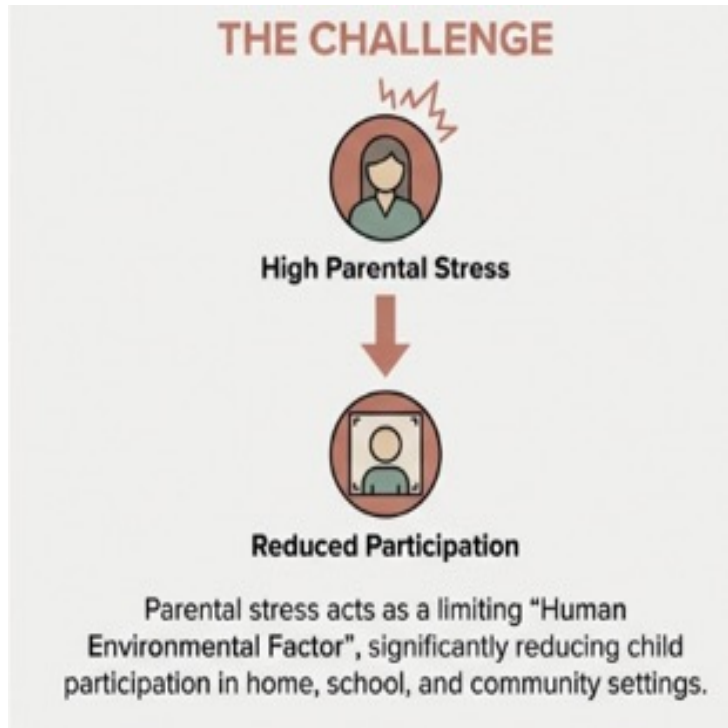 THE CHALLENGE
High Parental Stress
Reduced Participation
Parental stress acts as a limiting “Human
Environmental Factor”, significantly reducing child
participation in home, school, and community settings.